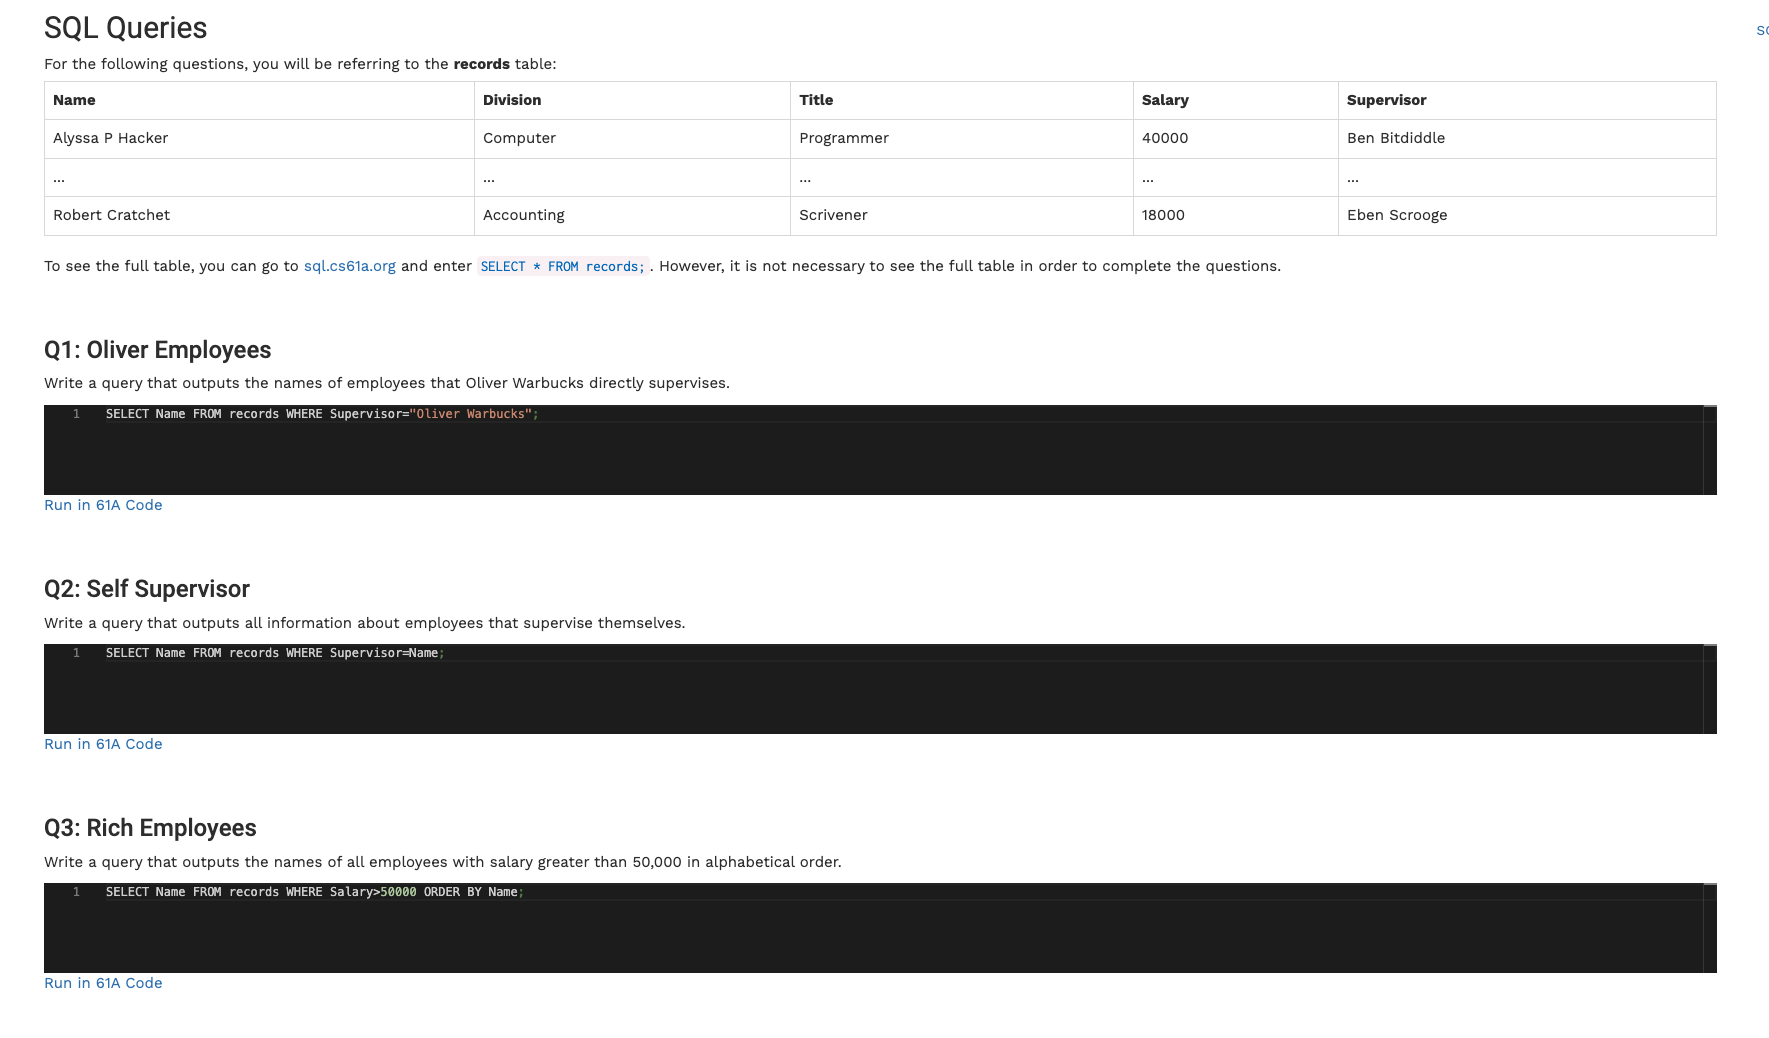 SQL Queries
For the following questions, you will be referring to the records table:
Name Division Title Salary Supervisor
Alyssa P Hacker Computer Programmer 40000 Ben Bitdiddle
... ... ... ... ...
Robert Cratchet Accounting Scrivener 18000 Eben Scrooge
To see the full table, you can go to sql.cs61a.org and enter SELECT * FROM records;. However, it is not necessary to see the full table in order to complete the questions.
Q1: Oliver Employees
Write a query that outputs the names of employees that Oliver Warbucks directly supervises.
1 SELECT Name FROM records WHERE Supervisor="Oliver Warbucks";
Run in 61A Code
Q2: Self Supervisor
Write a query that outputs all information about employees that supervise themselves.
1 SELECT Name FROM records WHERE Supervisor=Name;
Run in 61A Code
Q3: Rich Employees
Write a query that outputs the names of all employees with salary greater than 50,000 in alphabetical order.
1 SELECT Name FROM records WHERE Salary>50000 ORDER BY Name;
Run in 61A Code